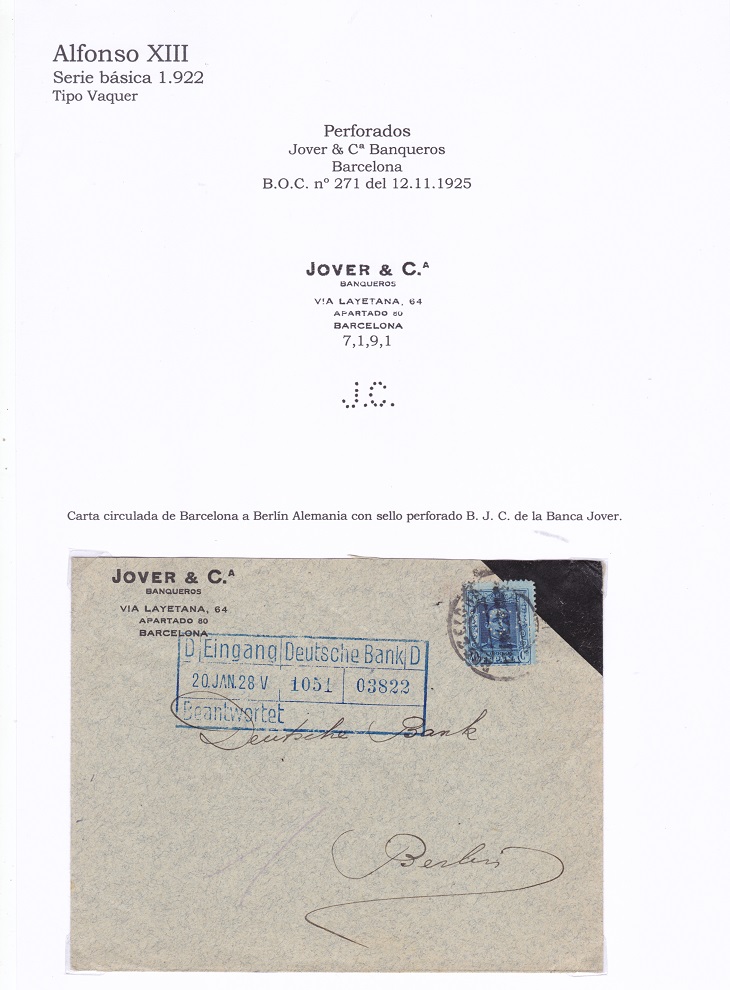 Alfonso XIII
Serie básica 1.922
Tipo Vaquer
Perforados
Jover & Cª Banqueros
Barcelona
B.O.C. nº 271 del 12.11.1925
JOVER & C.ᴬ
BANQUEROS
VIA LAYETANA, 64
APARTADO 80
BARCELONA
7,1,9,1
J.C.
Carta circulada de Barcelona a Berlín Alemania con sello perforado B. J. C. de la Banca Jover.
JOVER & C.ᴬ
BANQUEROS
VIA LAYETANA, 64
APARTADO 80
BARCELONA
D Eingang Deutsche Bank D
20.JAN.28 V 1051 03822
Beantwortet
Deutsche Bank
Berlin